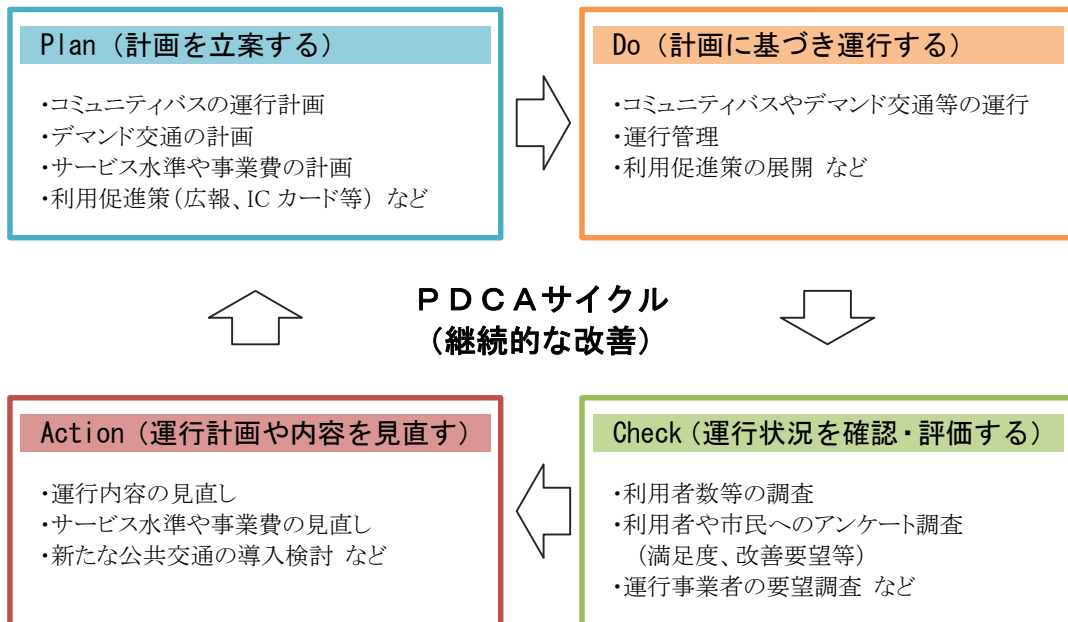 Plan（計画を立案する）
・コミュニティバスの運行計画
・デマンド交通の計画
・サービス水準や事業費の計画
・利用促進策（広報、IC カード等） など
Do（計画に基づき運行する）
・コミュニティバスやデマンド交通等の運行
・運行管理
・利用促進策の展開 など
ＰＤＣＡサイクル
（継続的な改善）
Action（運行計画や内容を見直す）
・運行内容の見直し
・サービス水準や事業費の見直し
・新たな公共交通の導入検討 など
Check（運行状況を確認・評価する）
・利用者数等の調査
・利用者や市民へのアンケート調査
（満足度、改善要望等）
・運行事業者の要望調査 など